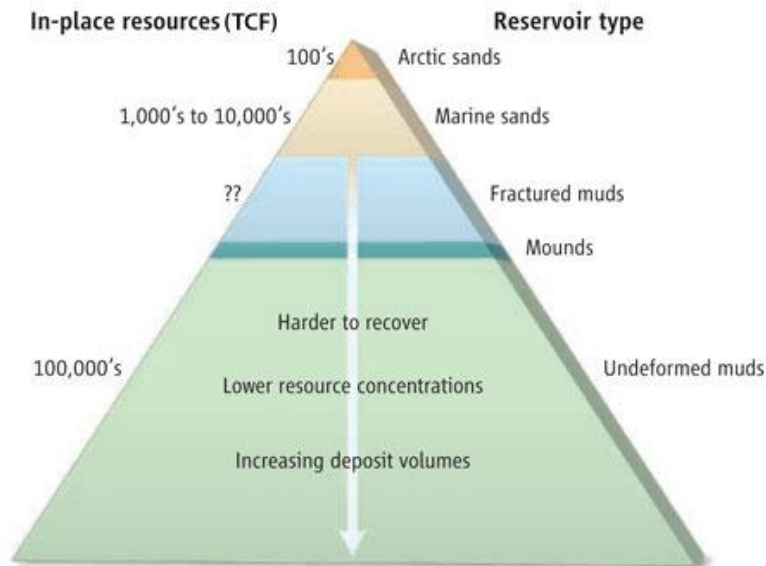 In-place resources (TCF)
Reservoir type
100's
Arctic sands
1,000's to 10,000's
Marine sands
??
Fractured muds
Mounds
Harder to recover
100,000's
Undeformed muds
Lower resource concentrations
Increasing deposit volumes